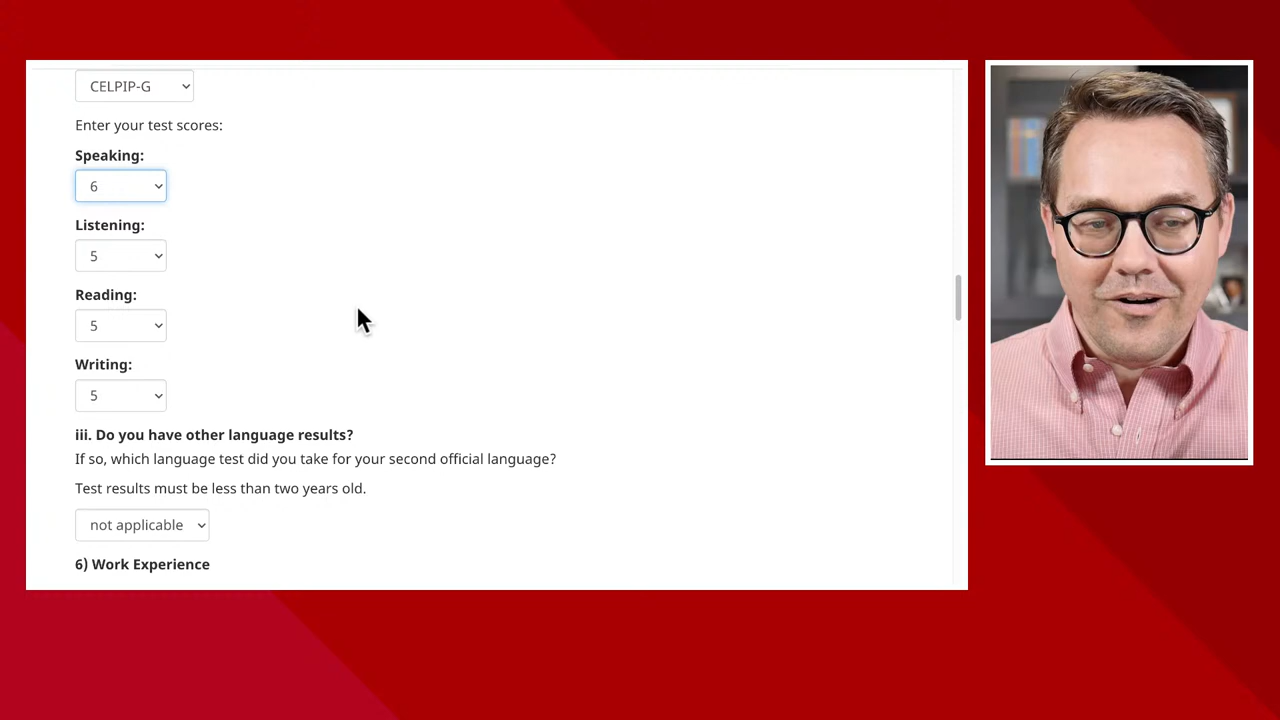 CELPIP-G
Enter your test scores:
Speaking:
6
Listening:
5
Reading:
5
Writing:
5
iii. Do you have other language results?
If so, which language test did you take for your second official language?
Test results must be less than two years old.
not applicable
6) Work Experience